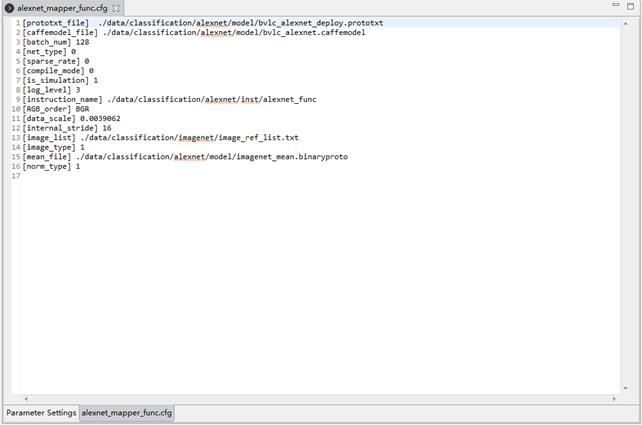 alexnet_mapper_func.cfg
1 [prototxt_file]  ./data/classification/alexnet/model/bvlc_alexnet_deploy.prototxt
2 [caffemodel_file] ./data/classification/alexnet/model/bvlc_alexnet.caffemodel
3 [batch_num] 128
4 [net_type] 0
5 [sparse_rate] 0
6 [compile_mode] 0
7 [is_simulation] 1
8 [log_level] 3
9 [instruction_name] ./data/classification/alexnet/inst/alexnet_func
10 [RGB_order] BGR
11 [data_scale] 0.0039062
12 [internal_stride] 16
13 [image_list] ./data/classification/imagenet/image_ref_list.txt
14 [image_type] 1
15 [mean_file] ./data/classification/alexnet/model/imagenet_mean.binaryproto
16 [norm_type] 1
17
Parameter Settings alexnet_mapper_func.cfg